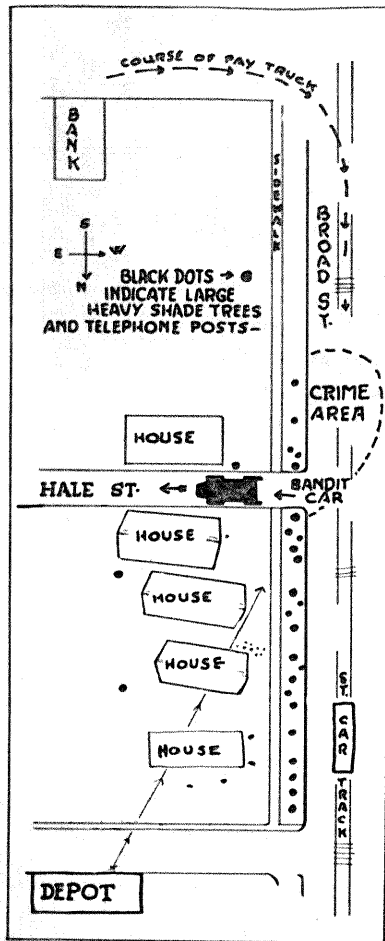 COURSE OF PAY TRUCK
BANK
SIDEWALK
BROAD ST.
S
E W
N
BLACK DOTS →
INDICATE LARGE
HEAVY SHADE TREES
AND TELEPHONE POSTS-
CRIME
AREA
HOUSE
HALE ST.
BANDIT
CAR
HOUSE
HOUSE
HOUSE
HOUSE
ST.
CAR
TRACK
DEPOT